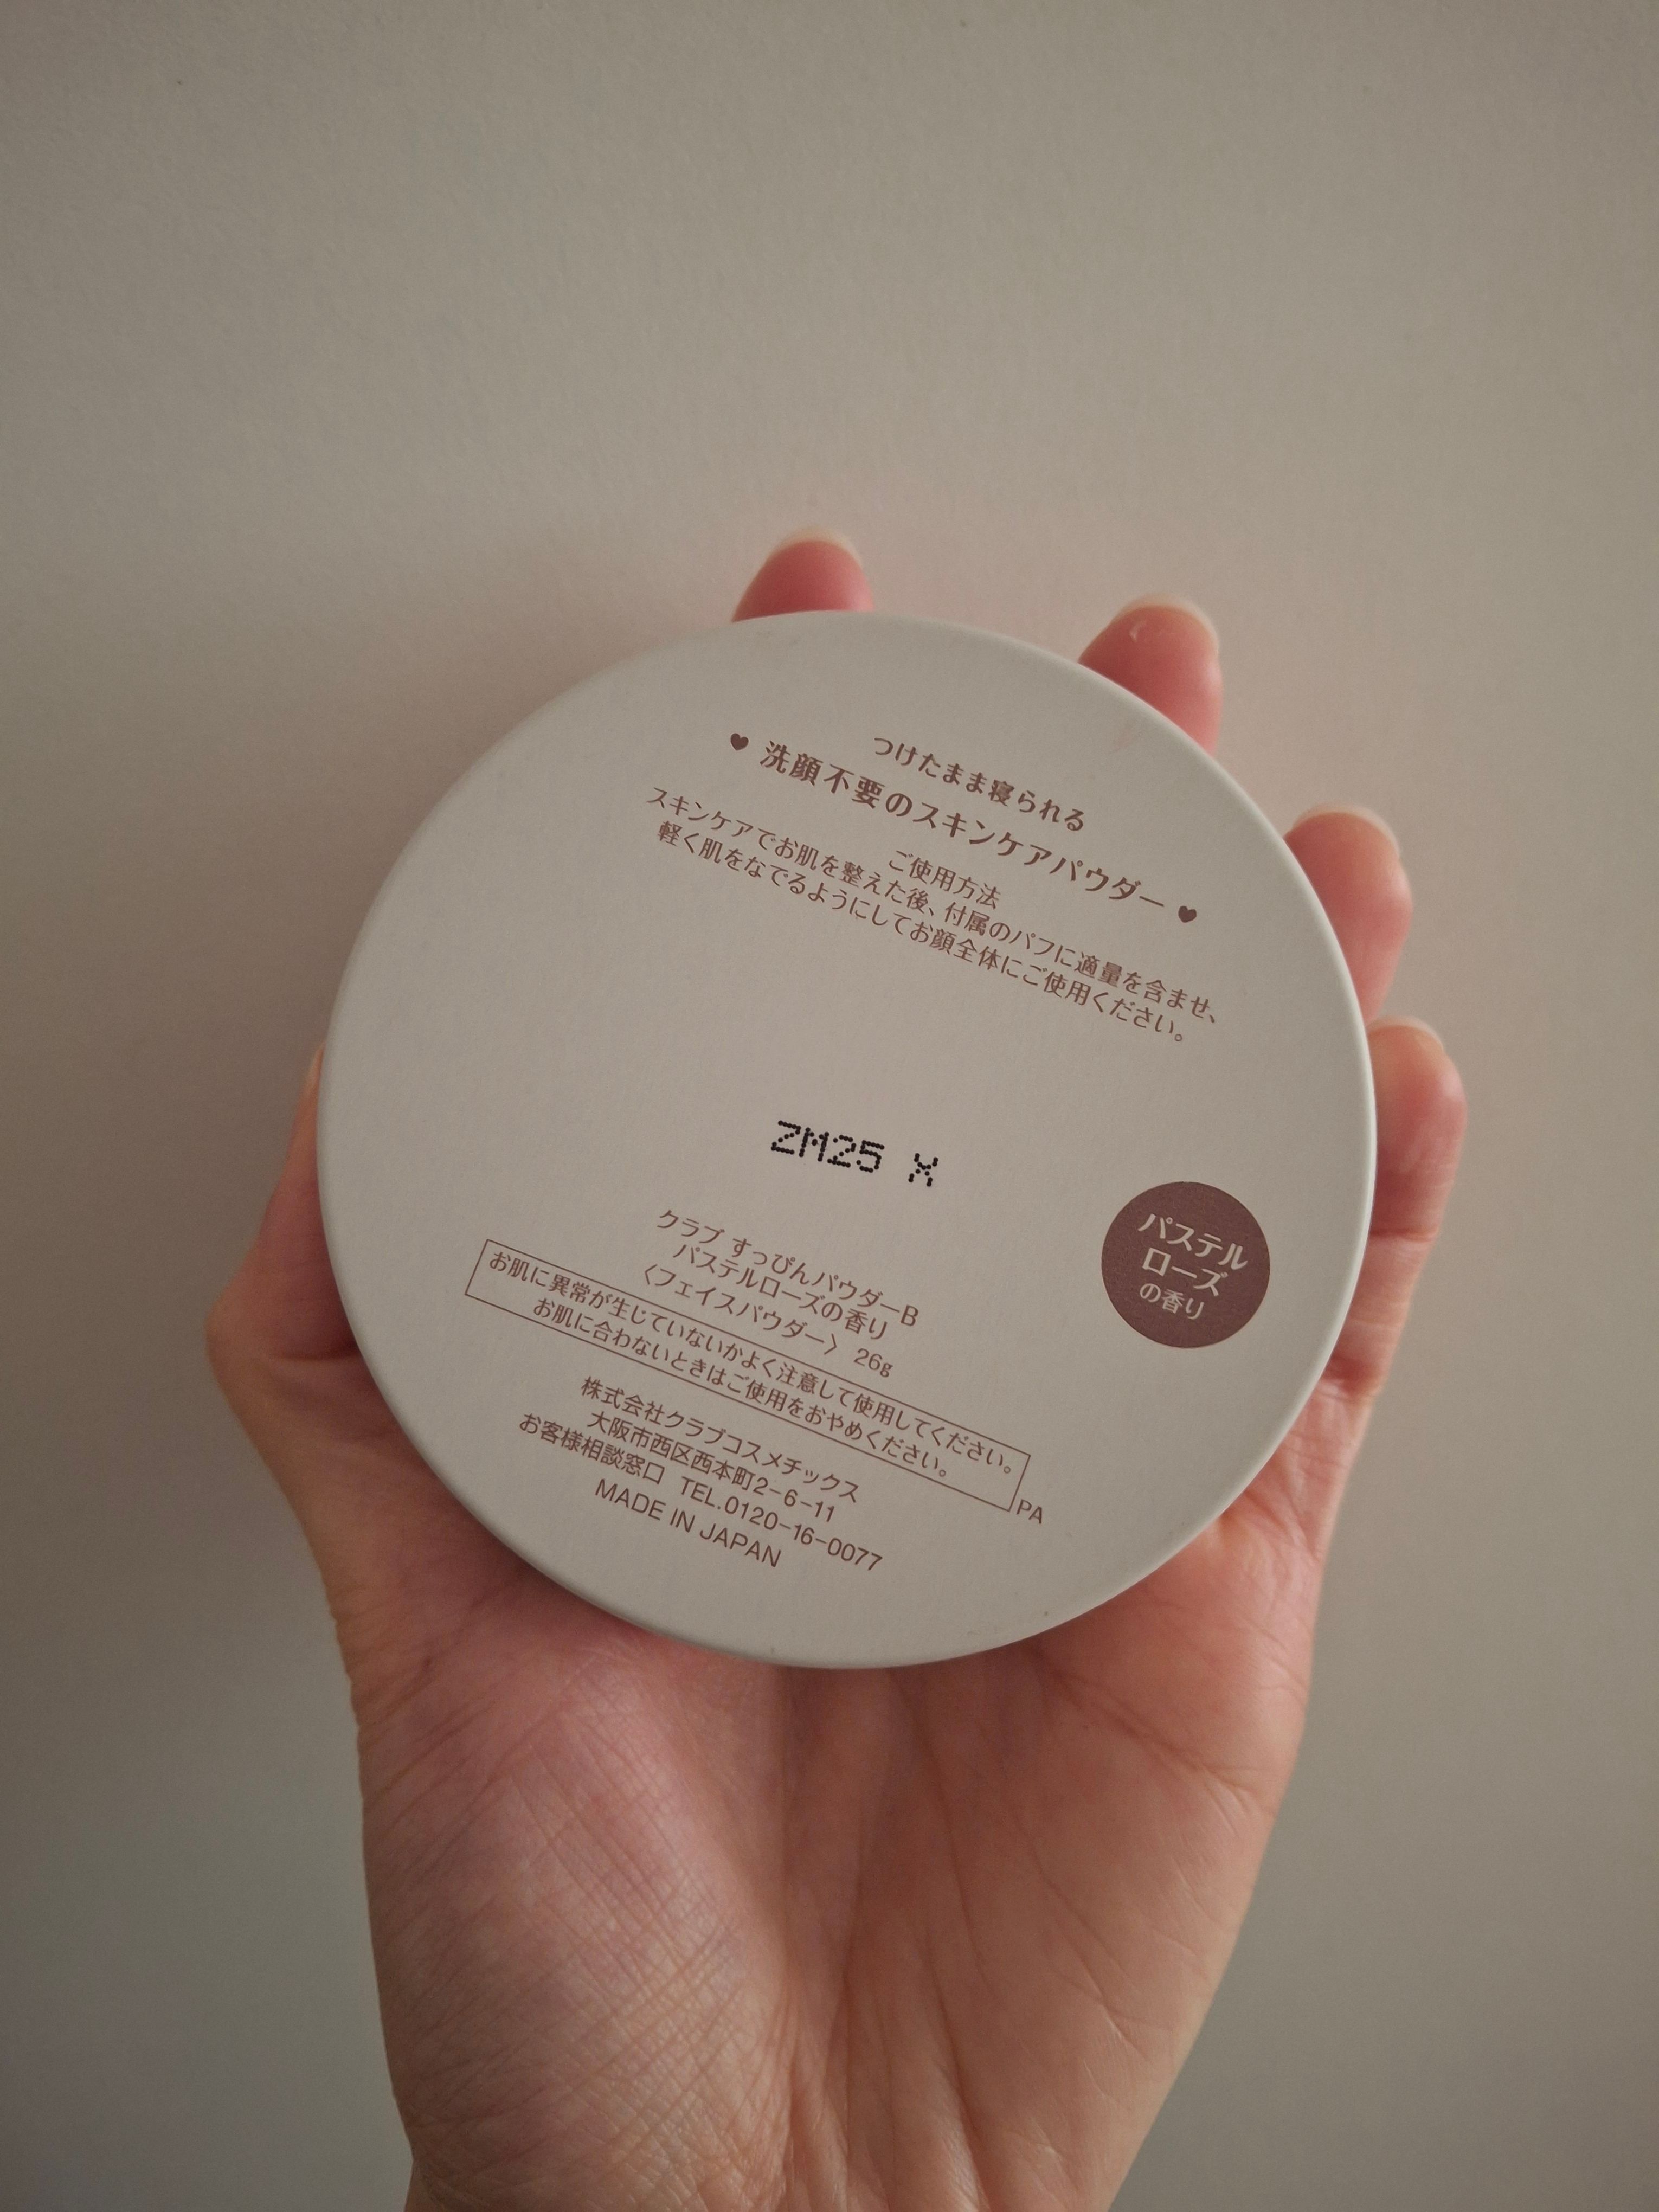 つけたまま寝られる
♥ 洗顔不要のスキンケアパウダー ♥
ご使用方法
スキンケアでお肌を整えた後、付属のパフに適量を含ませ、
軽く肌をなでるようにしてお顔全体にご使用ください。
ZM25 X
クラブ すっぴんパウダーB
パステルローズの香り
〈フェイスパウダー〉 26g
パステル
ローズ
の香り
お肌に異常が生じていないかよく注意して使用してください。
お肌に合わないときはご使用をおやめください。
PA
株式会社クラブコスメチックス
大阪市西区西本町2-6-11
お客様相談窓口 TEL.0120-16-0077
MADE IN JAPAN